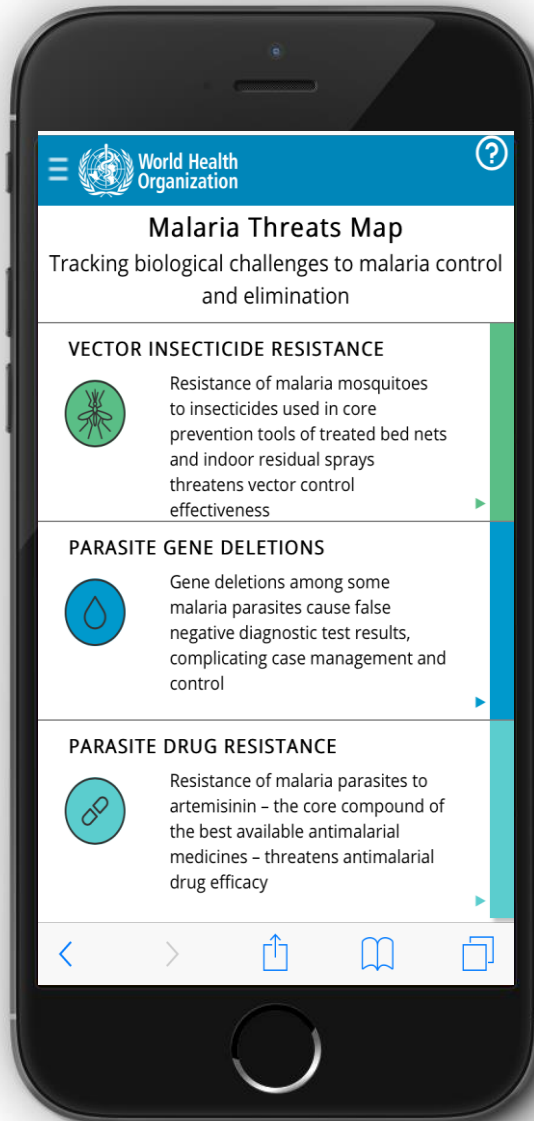 World Health
Organization
?
Malaria Threats Map
Tracking biological challenges to malaria control
and elimination
VECTOR INSECTICIDE RESISTANCE
Resistance of malaria mosquitoes
to insecticides used in core
prevention tools of treated bed nets
and indoor residual sprays
threatens vector control
effectiveness
PARASITE GENE DELETIONS
Gene deletions among some
malaria parasites cause false
negative diagnostic test results,
complicating case management and
control
PARASITE DRUG RESISTANCE
Resistance of malaria parasites to
artemisinin – the core compound of
the best available antimalarial
medicines – threatens antimalarial
drug efficacy